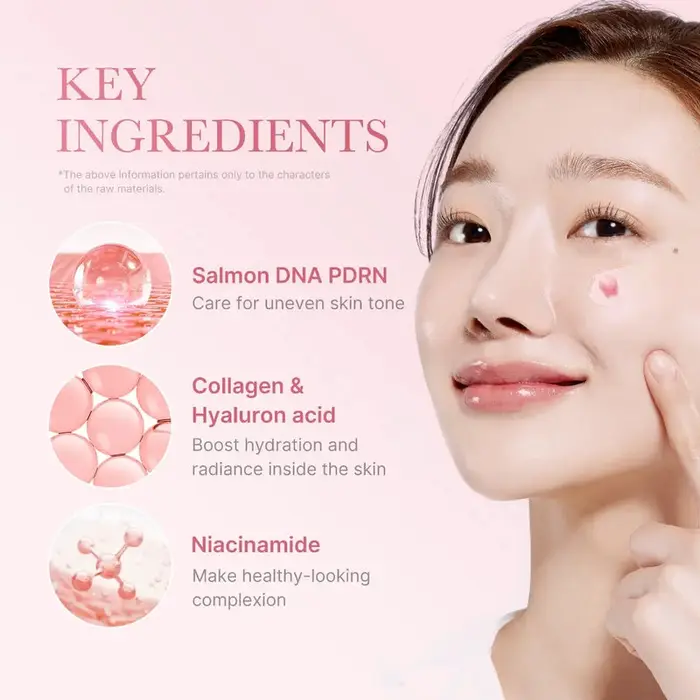 KEY
INGREDIENTS
*The above information pertains only to the characters
of the raw materials.
Salmon DNA PDRN
Care for uneven skin tone
Collagen &
Hyaluron acid
Boost hydration and
radiance inside the skin
Niacinamide
Make healthy-looking
complexion